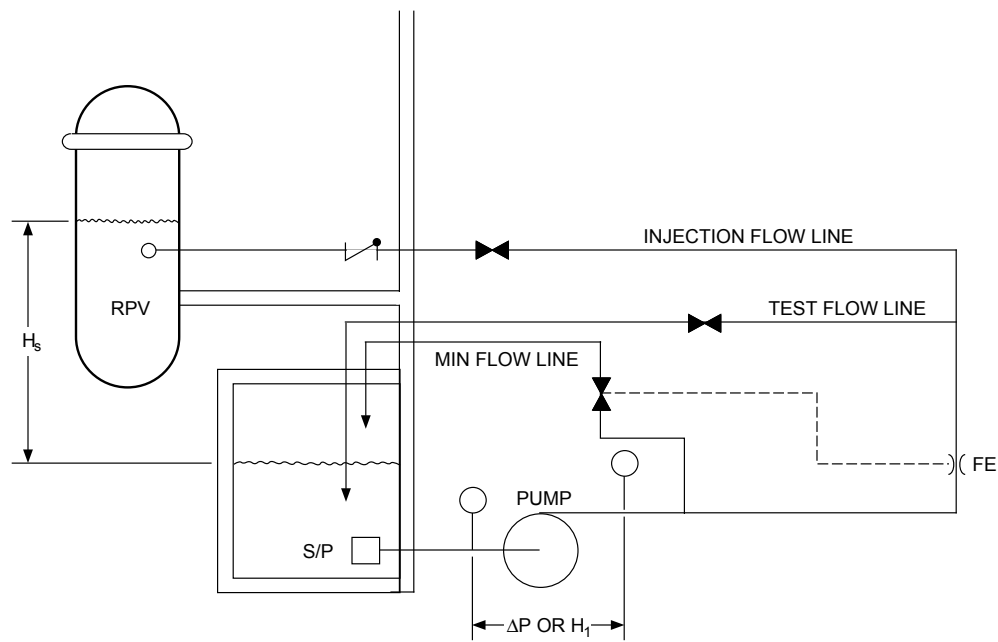 INJECTION FLOW LINE
RPV
TEST FLOW LINE
Hs
MIN FLOW LINE
FE
PUMP
S/P
ΔP OR H1